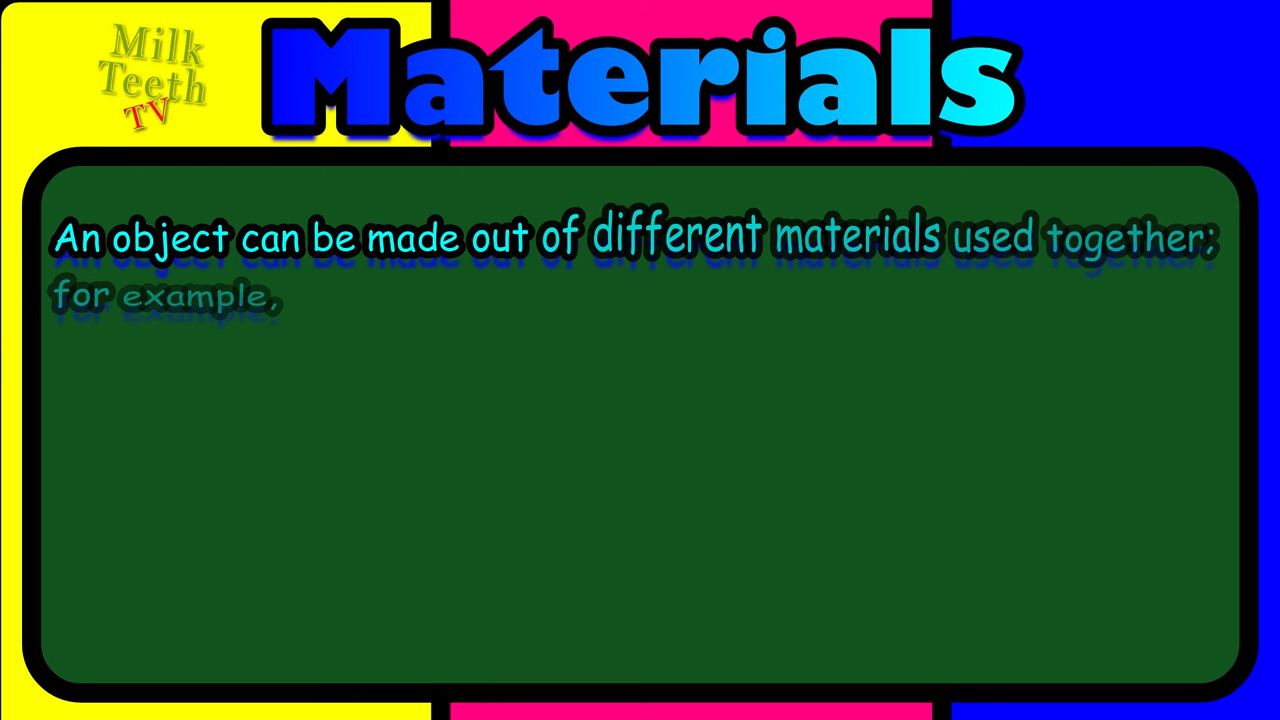 Milk
Teeth
TV
Materials
An object can be made out of different materials used together;
for example,